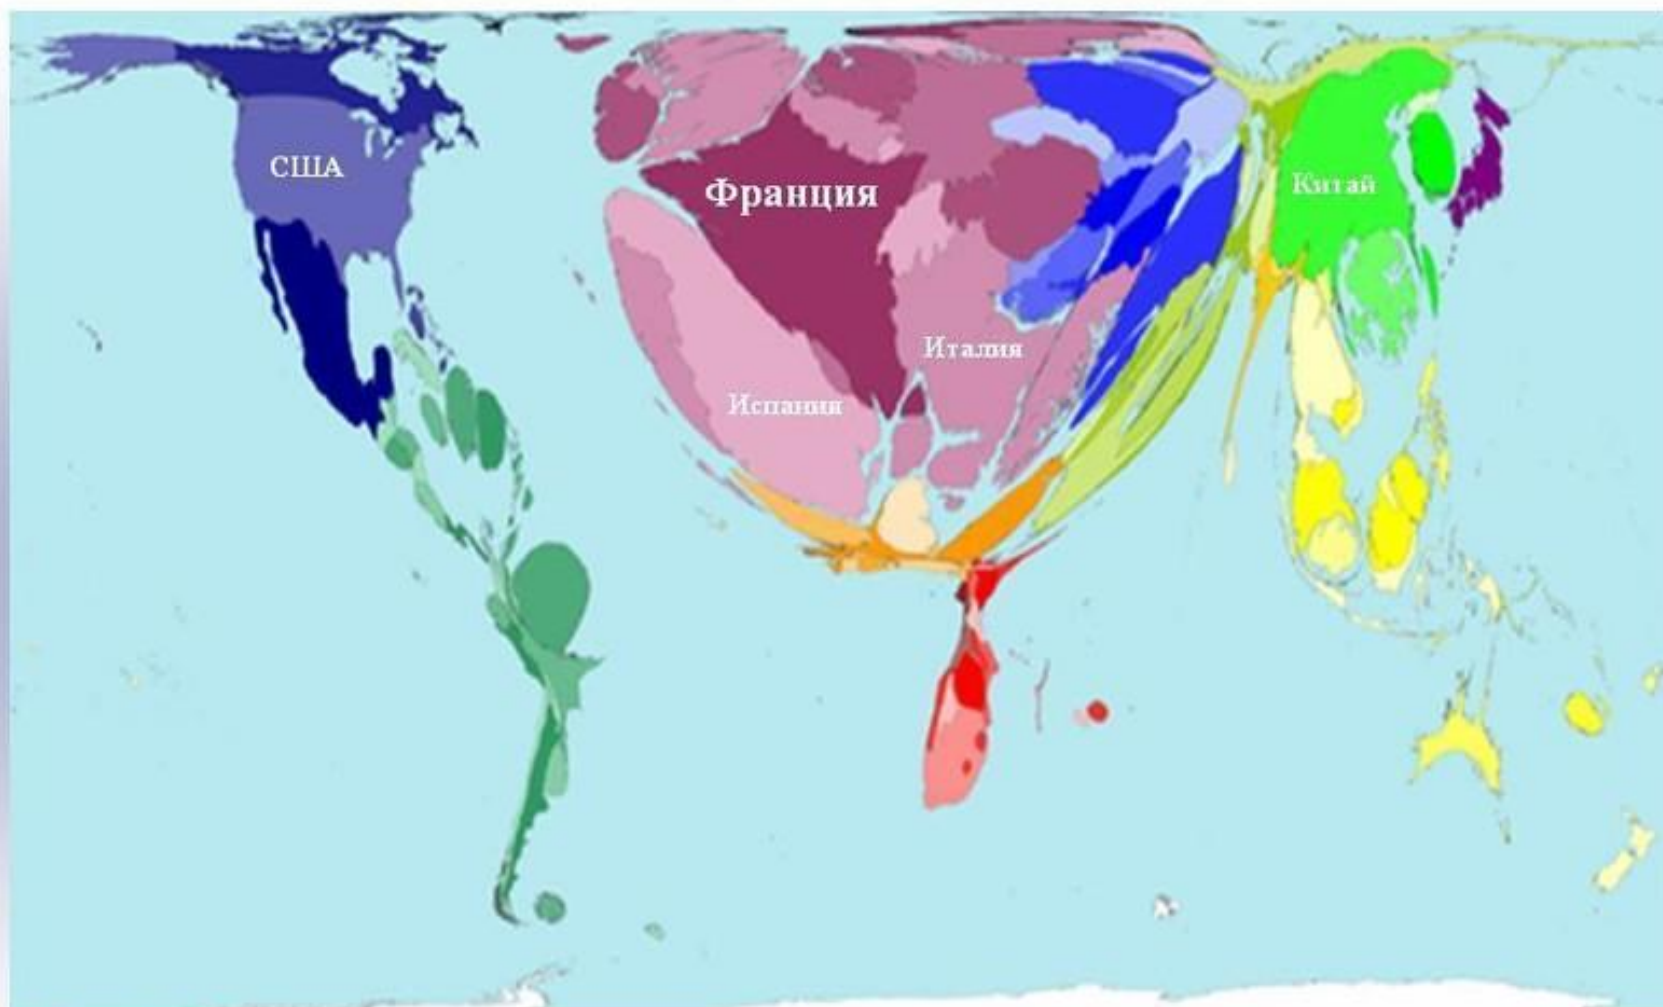 США
Франция
Китай
Италия
Испания